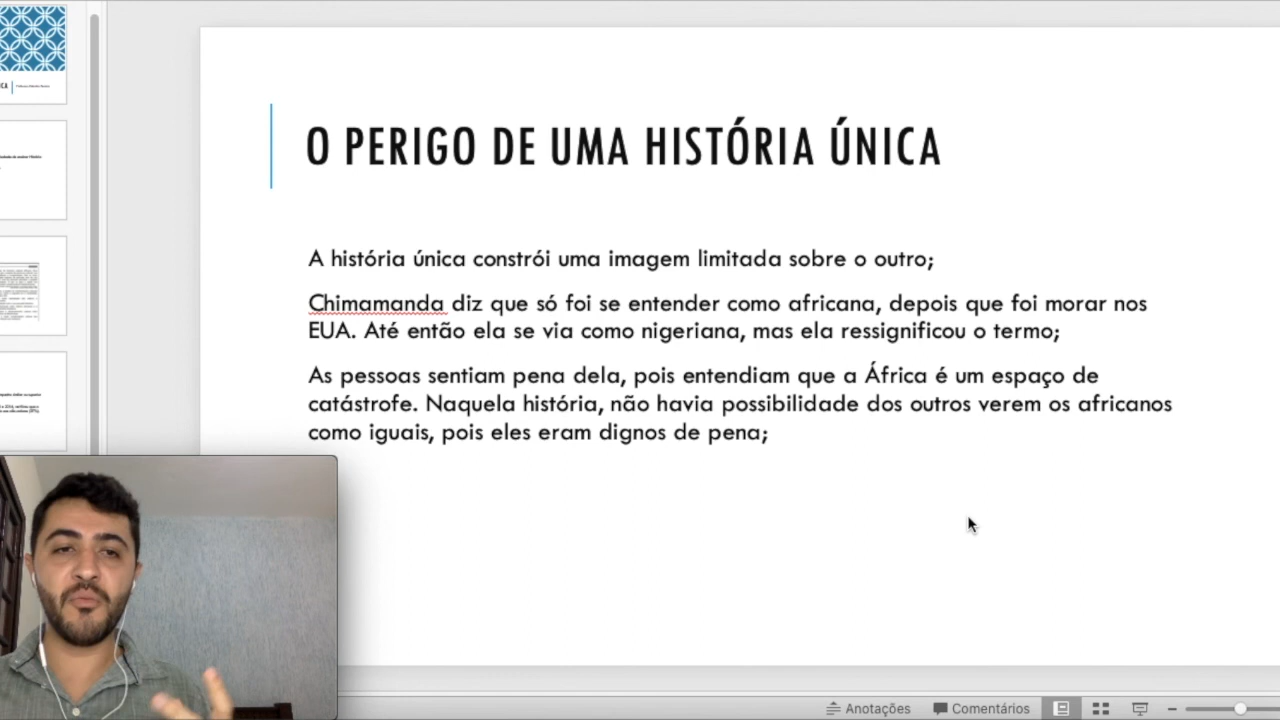 O PERIGO DE UMA HISTÓRIA ÚNICA
A história única constrói uma imagem limitada sobre o outro;
Chimamanda diz que só foi se entender como africana, depois que foi morar nos
EUA. Até então ela se via como nigeriana, mas ela ressignificou o termo;
As pessoas sentiam pena dela, pois entendiam que a África é um espaço de
catástrofe. Naquela história, não havia possibilidade dos outros verem os africanos
como iguais, pois eles eram dignos de pena;
Anotações
Comentários